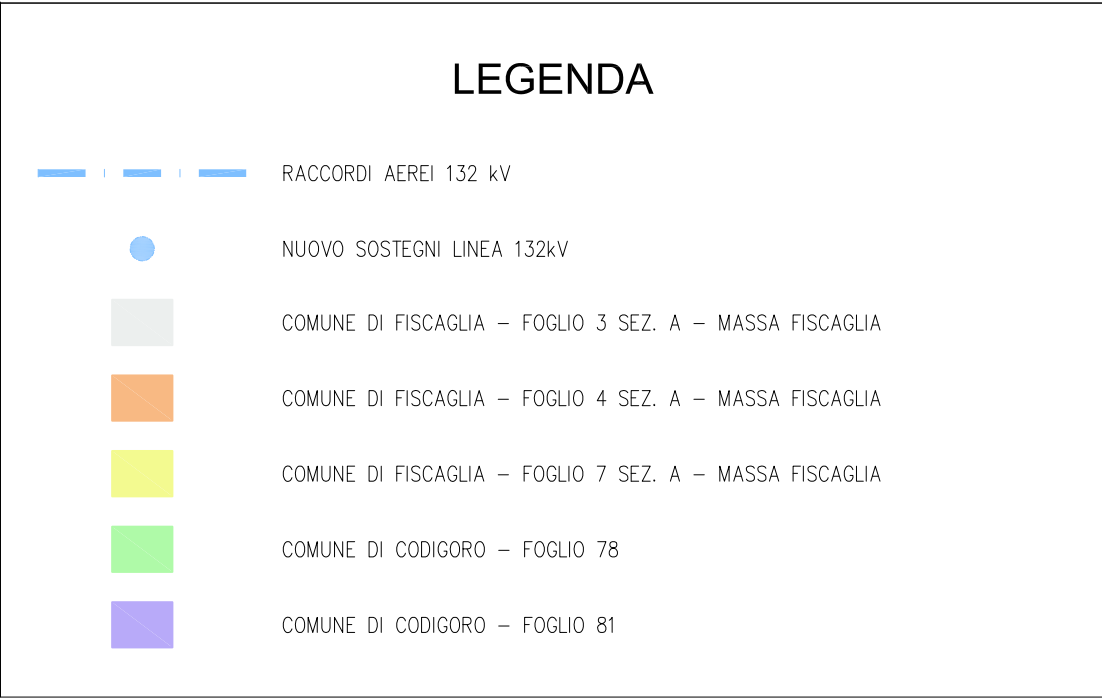 LEGENDA
RACCORDI AEREI 132 kV
NUOVO SOSTEGNI LINEA 132kV
COMUNE DI FISCAGLIA – FOGLIO 3 SEZ. A – MASSA FISCAGLIA
COMUNE DI FISCAGLIA – FOGLIO 4 SEZ. A – MASSA FISCAGLIA
COMUNE DI FISCAGLIA – FOGLIO 7 SEZ. A – MASSA FISCAGLIA
COMUNE DI CODIGORO – FOGLIO 78
COMUNE DI CODIGORO – FOGLIO 81